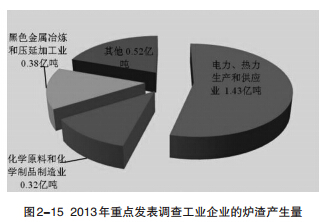 黑色金属冶炼
和压延加工业
0.38亿吨
其他 0.52亿
吨
电力、热力
生产和供应
业 1.43亿吨
化学原料和化
学制品制造业
0.32亿吨
图2-15 2013年重点发表调查工业企业的炉渣产生量